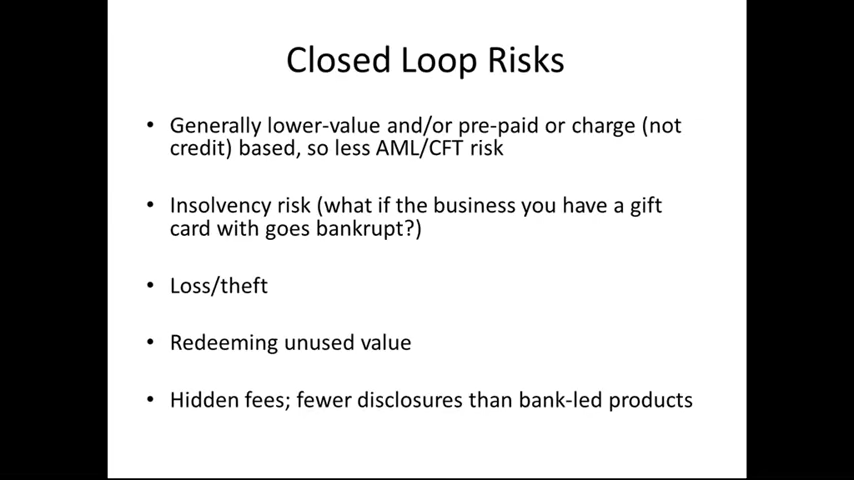 Closed Loop Risks
• Generally lower-value and/or pre-paid or charge (not
credit) based, so less AML/CFT risk
• Insolvency risk (what if the business you have a gift
card with goes bankrupt?)
• Loss/theft
• Redeeming unused value
• Hidden fees; fewer disclosures than bank-led products